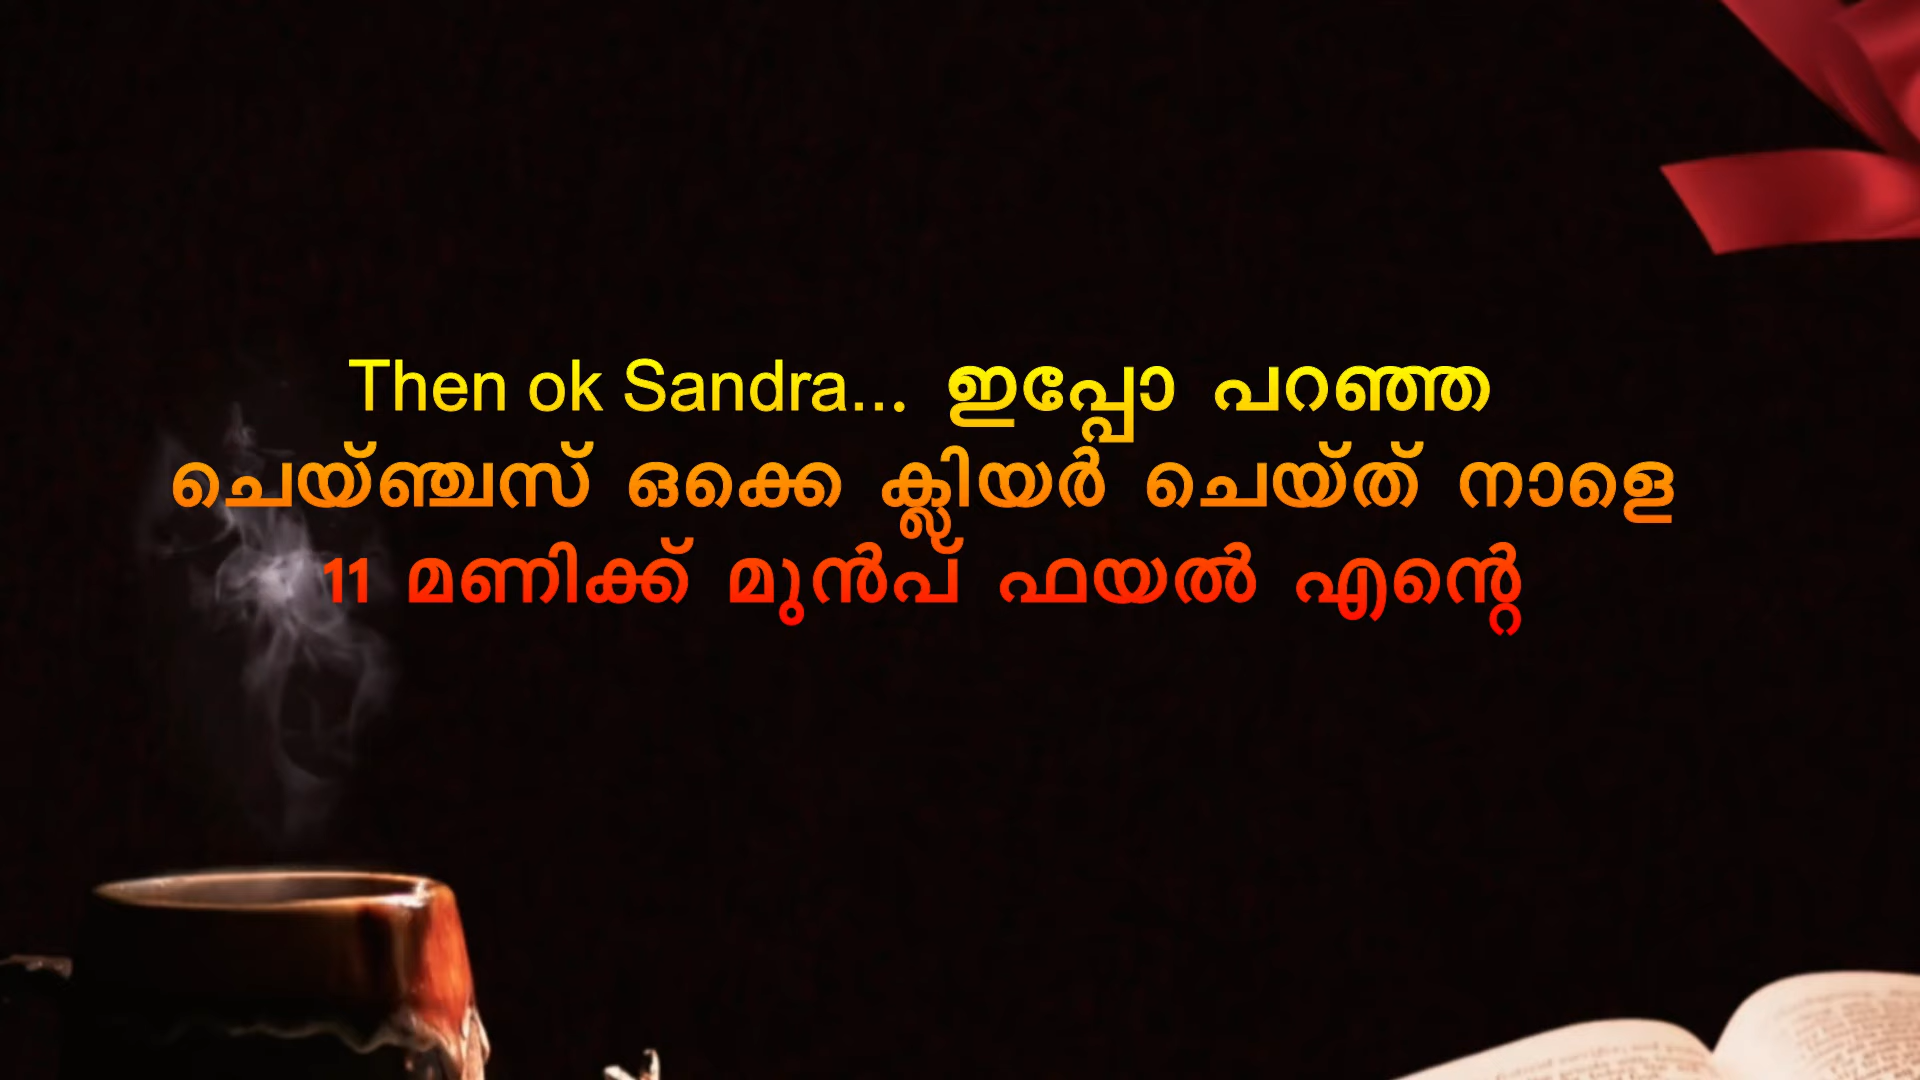 Then ok Sandra... ഇപ്പോ പറഞ്ഞ
ചെയ്ഞ്ചസ് ഒക്കെ ക്ലിയർ ചെയ്ത് നാളെ
11 മണിക്ക് മുൻപ് ഫയൽ എന്റെ